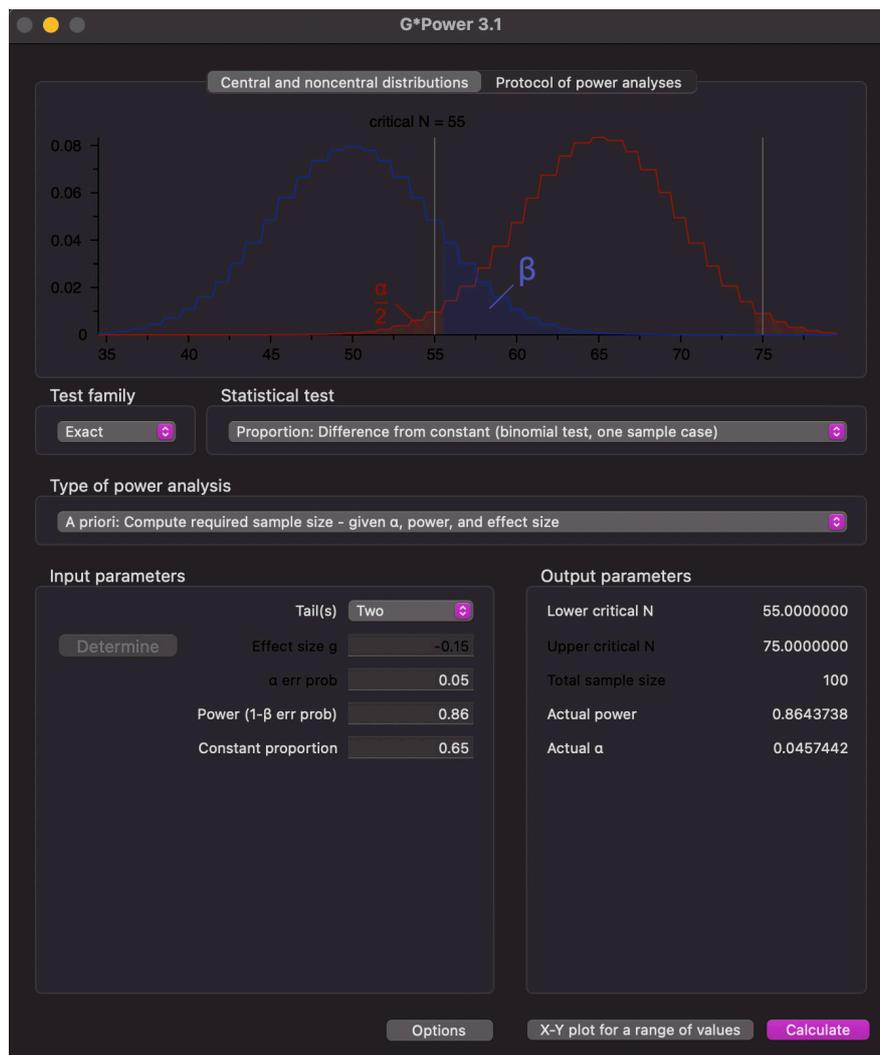 G*Power 3.1
Central and noncentral distributions Protocol of power analyses
critical N = 55
0.08
0.06
0.04
0.02
0
α
2
β
35 40 45 50 55 60 65 70 75
Test family Statistical test
Exact Proportion: Difference from constant (binomial test, one sample case)
Type of power analysis
A priori: Compute required sample size - given α, power, and effect size
Input parameters Output parameters
Tail(s) Two Lower critical N 55.0000000
Determine Effect size g -0.15 Upper critical N 75.0000000
α err prob 0.05 Total sample size 100
Power (1-β err prob) 0.86 Actual power 0.8643738
Constant proportion 0.65 Actual α 0.0457442
Options X-Y plot for a range of values Calculate